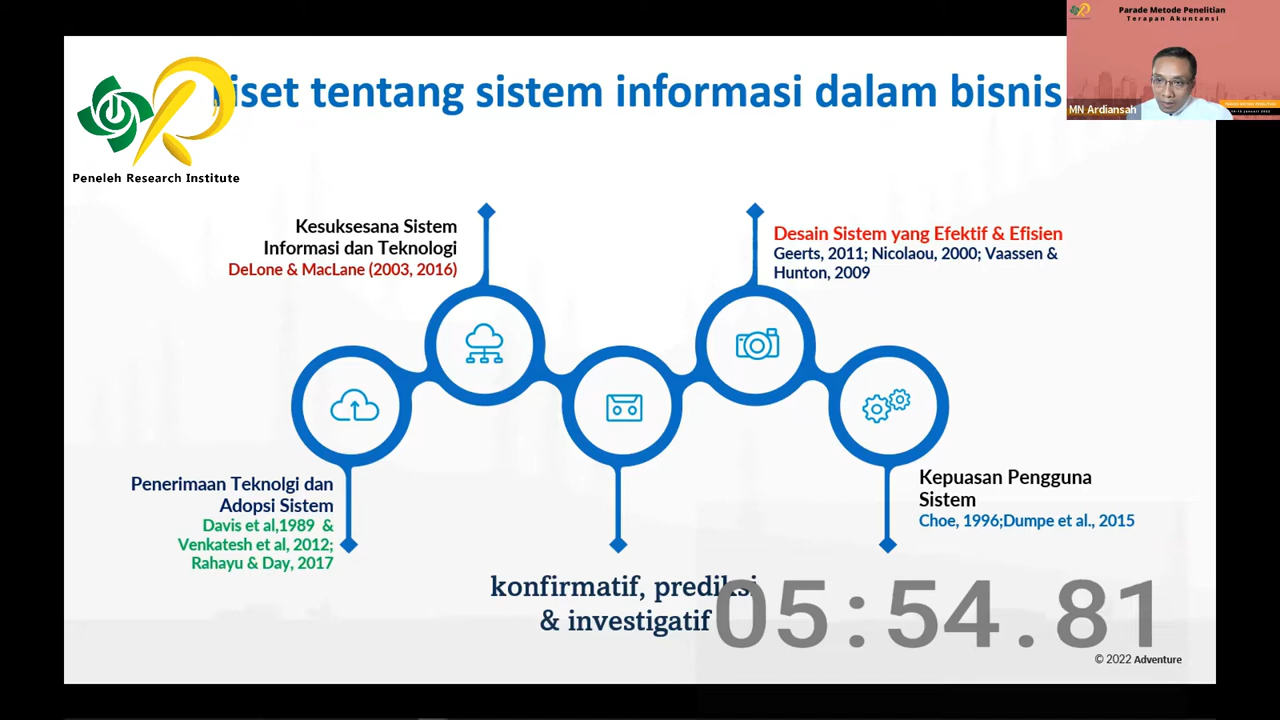 Parade Metode Penelitian
Terapan Akuntansi
MN Ardiansah
iset tentang sistem informasi dalam bisnis
Peneleh Research Institute
Kesuksesana Sistem
Informasi dan Teknologi
DeLone & MacLane (2003, 2016)
Desain Sistem yang Efektif & Efisien
Geerts, 2011; Nicolaou, 2000; Vaassen &
Hunton, 2009
Penerimaan Teknolgi dan
Adopsi Sistem
Davis et al,1989 &
Venkatesh et al, 2012;
Rahayu & Day, 2017
Kepuasan Pengguna
Sistem
Choe, 1996;Dumpe et al., 2015
konfirmatif, prediksi
& investigatif
05:54.81
© 2022 Adventure